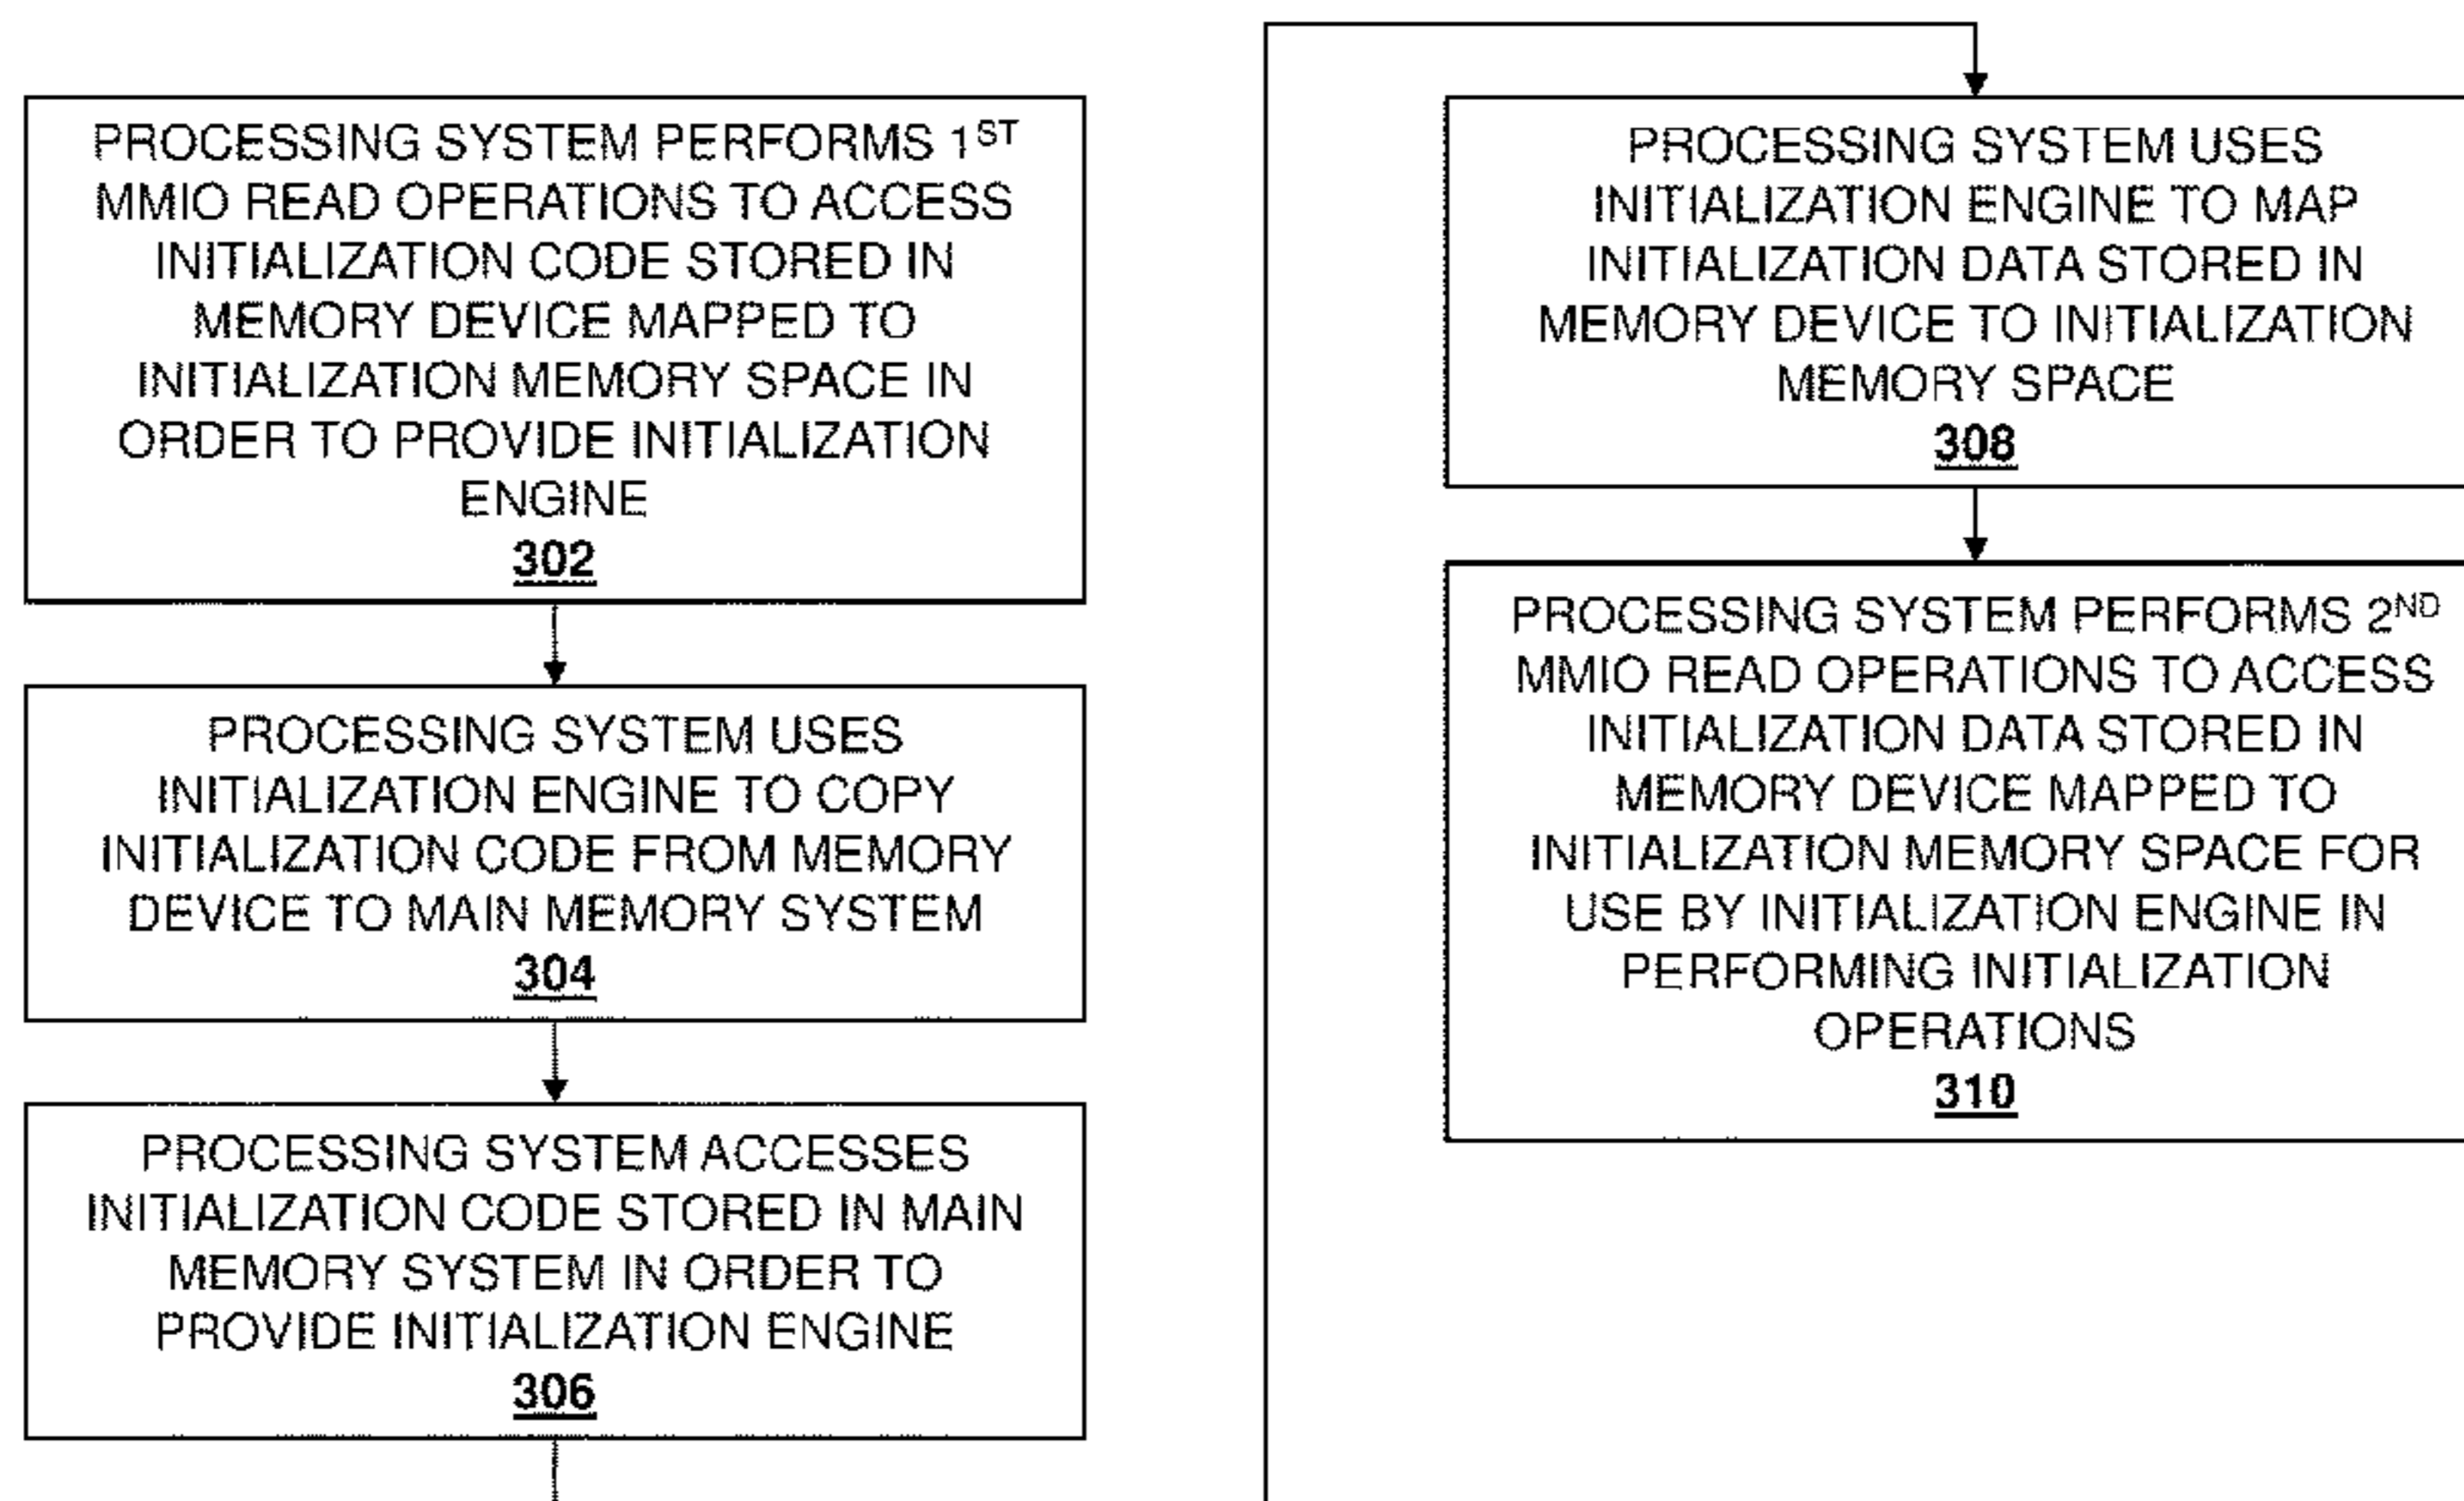 PROCESSING SYSTEM PERFORMS 1ST
MMIO READ OPERATIONS TO ACCESS
INITIALIZATION CODE STORED IN
MEMORY DEVICE MAPPED TO
INITIALIZATION MEMORY SPACE IN
ORDER TO PROVIDE INITIALIZATION
ENGINE
302
PROCESSING SYSTEM USES
INITIALIZATION ENGINE TO COPY
INITIALIZATION CODE FROM MEMORY
DEVICE TO MAIN MEMORY SYSTEM
304
PROCESSING SYSTEM ACCESSES
INITIALIZATION CODE STORED IN MAIN
MEMORY SYSTEM IN ORDER TO
PROVIDE INITIALIZATION ENGINE
306
PROCESSING SYSTEM USES
INITIALIZATION ENGINE TO MAP
INITIALIZATION DATA STORED IN
MEMORY DEVICE TO INITIALIZATION
MEMORY SPACE
308
PROCESSING SYSTEM PERFORMS 2ND
MMIO READ OPERATIONS TO ACCESS
INITIALIZATION DATA STORED IN
MEMORY DEVICE MAPPED TO
INITIALIZATION MEMORY SPACE FOR
USE BY INITIALIZATION ENGINE IN
PERFORMING INITIALIZATION
OPERATIONS
310